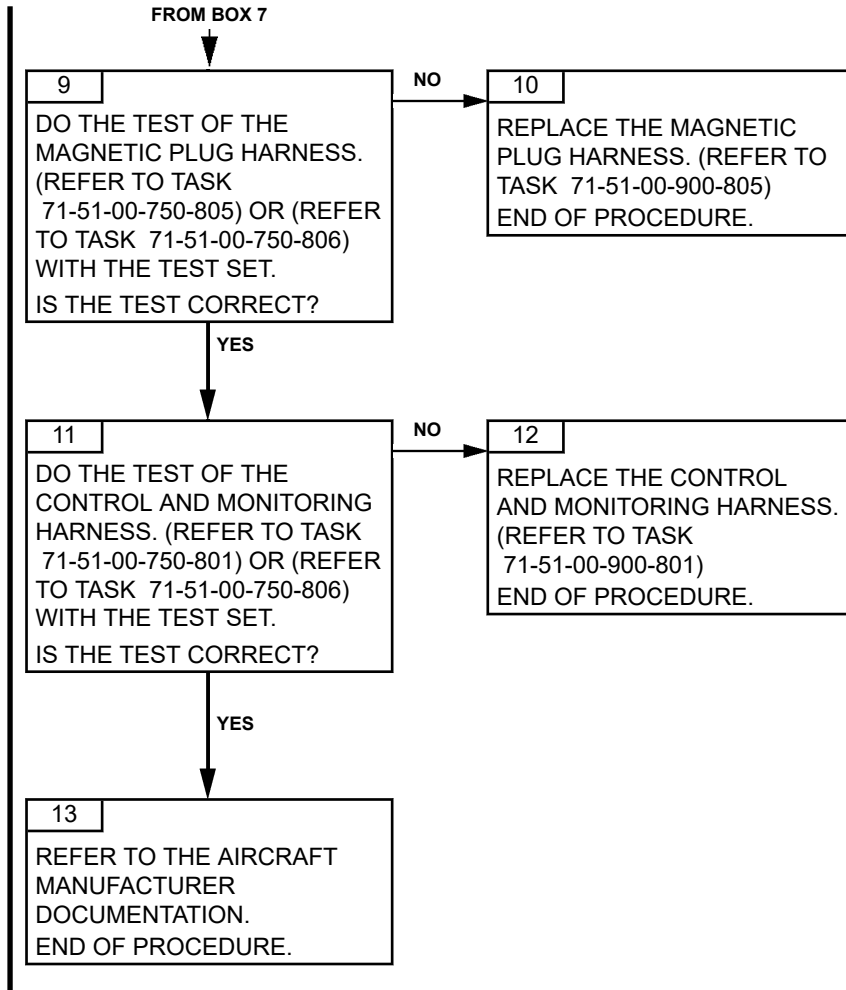 FROM BOX 7
9
DO THE TEST OF THE
MAGNETIC PLUG HARNESS.
(REFER TO TASK
71-51-00-750-805) OR (REFER
TO TASK 71-51-00-750-806)
WITH THE TEST SET.
IS THE TEST CORRECT?
NO
10
REPLACE THE MAGNETIC
PLUG HARNESS. (REFER TO
TASK 71-51-00-900-805)
END OF PROCEDURE.
YES
11
DO THE TEST OF THE
CONTROL AND MONITORING
HARNESS. (REFER TO TASK
71-51-00-750-801) OR (REFER
TO TASK 71-51-00-750-806)
WITH THE TEST SET.
IS THE TEST CORRECT?
NO
12
REPLACE THE CONTROL
AND MONITORING HARNESS.
(REFER TO TASK
71-51-00-900-801)
END OF PROCEDURE.
YES
13
REFER TO THE AIRCRAFT
MANUFACTURER
DOCUMENTATION.
END OF PROCEDURE.